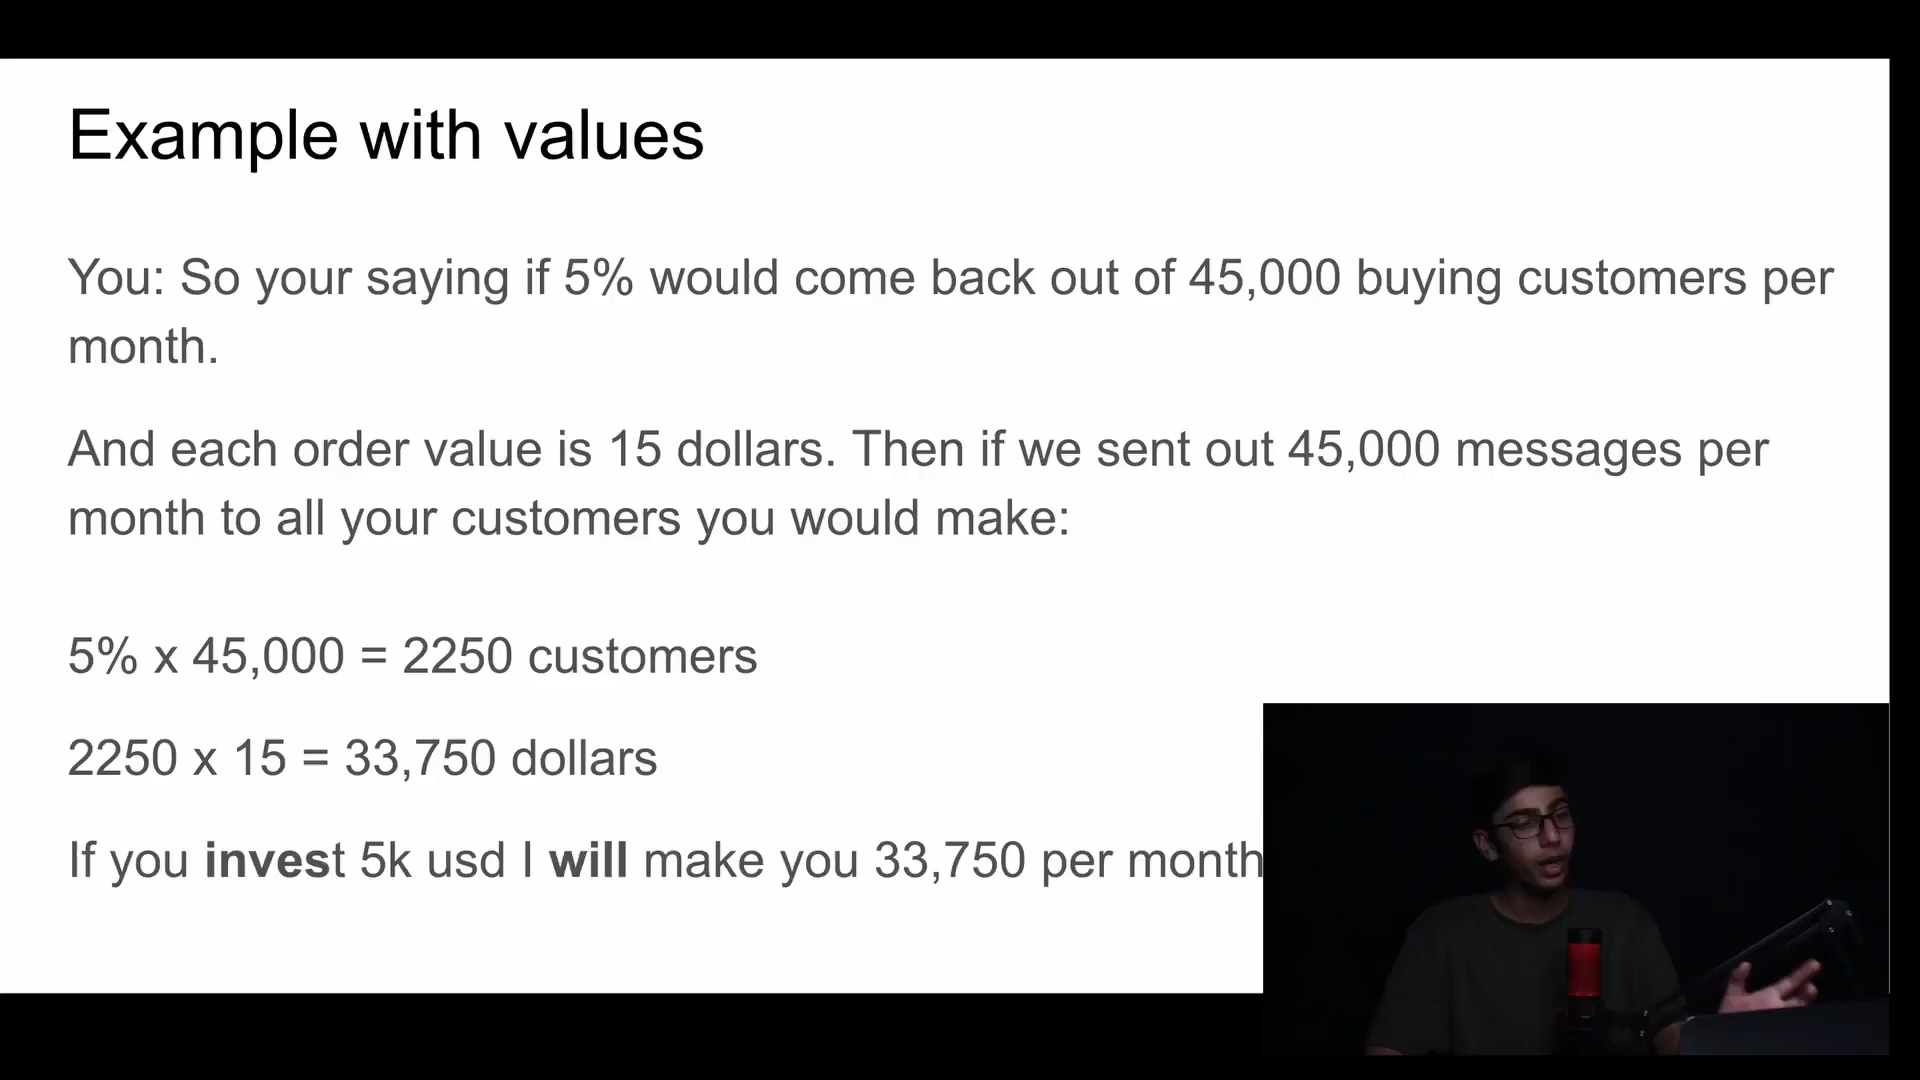 Example with values
You: So your saying if 5% would come back out of 45,000 buying customers per
month.
And each order value is 15 dollars. Then if we sent out 45,000 messages per
month to all your customers you would make:
5% x 45,000 = 2250 customers
2250 x 15 = 33,750 dollars
If you invest 5k usd I will make you 33,750 per month